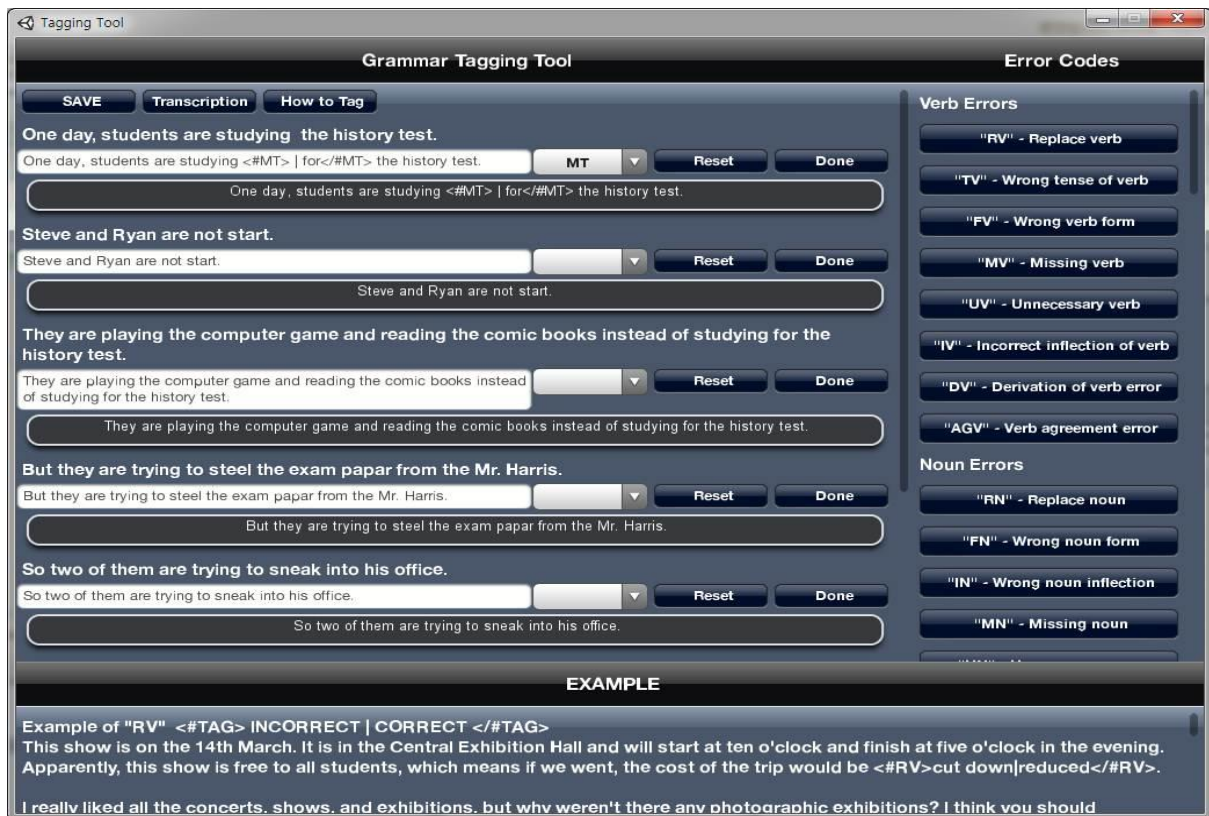 Tagging Tool
Grammar Tagging Tool
Error Codes
SAVE
Transcription
How to Tag
One day, students are studying  the history test.
One day, students are studying <#MT> | for</#MT> the history test.
MT
Reset
Done
One day, students are studying <#MT> | for</#MT> the history test.
Steve and Ryan are not start.
Steve and Ryan are not start.
Reset
Done
Steve and Ryan are not start.
They are playing the computer game and reading the comic books instead of studying for the
history test.
They are playing the computer game and reading the comic books instead
of studying for the history test.
Reset
Done
They are playing the computer game and reading the comic books instead of studying for the history test.
But they are trying to steel the exam papar from the Mr. Harris.
But they are trying to steel the exam papar from the Mr. Harris.
Reset
Done
But they are trying to steel the exam papar from the Mr. Harris.
So two of them are trying to sneak into his office.
So two of them are trying to sneak into his office.
Reset
Done
So two of them are trying to sneak into his office.
Verb Errors
"RV" - Replace verb
"TV" - Wrong tense of verb
"FV" - Wrong verb form
"MV" - Missing verb
"UV" - Unnecessary verb
"IV" - Incorrect inflection of verb
"DV" - Derivation of verb error
"AGV" - Verb agreement error
Noun Errors
"RN" - Replace noun
"FN" - Wrong noun form
"IN" - Wrong noun inflection
"MN" - Missing noun
EXAMPLE
Example of "RV"  <#TAG> INCORRECT | CORRECT </#TAG>
This show is on the 14th March. It is in the Central Exhibition Hall and will start at ten o'clock and finish at five o'clock in the evening.
Apparently, this show is free to all students, which means if we went, the cost of the trip would be <#RV>cut down|reduced</#RV>.
I really liked all the concerts, shows, and exhibitions, but why weren't there any photographic exhibitions? I think you should